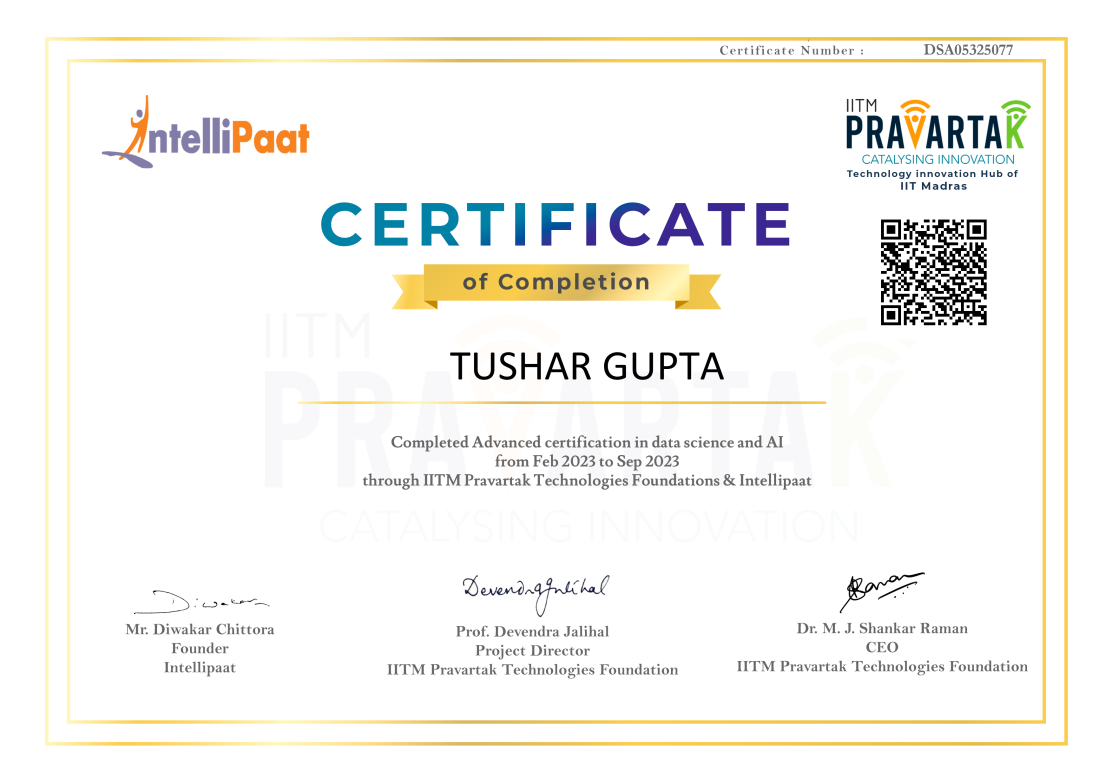 Certificate Number : DSA05325077
IntelliPaat
IITM
PRAVARTAK
CATALYSING INNOVATION
Technology innovation Hub of
IIT Madras
CERTIFICATE
of Completion
IITM
PRAVARTAK
CATALYSING INNOVATION
TUSHAR GUPTA
Completed Advanced certification in data science and AI
from Feb 2023 to Sep 2023
through IITM Pravartak Technologies Foundations & Intellipaat
Diwakar
Devendra Jalihal
Raman
Mr. Diwakar Chittora
Founder
Intellipaat
Prof. Devendra Jalihal
Project Director
IITM Pravartak Technologies Foundation
Dr. M. J. Shankar Raman
CEO
IITM Pravartak Technologies Foundation